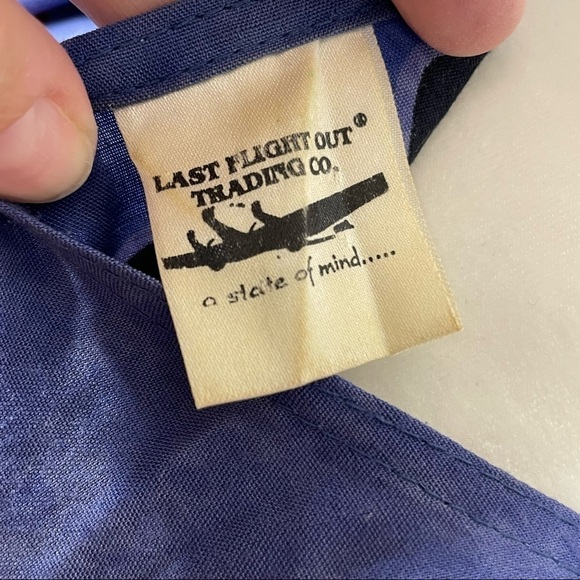 LAST FLIGHT OUT®
TRADING CO.
a state of mind.....